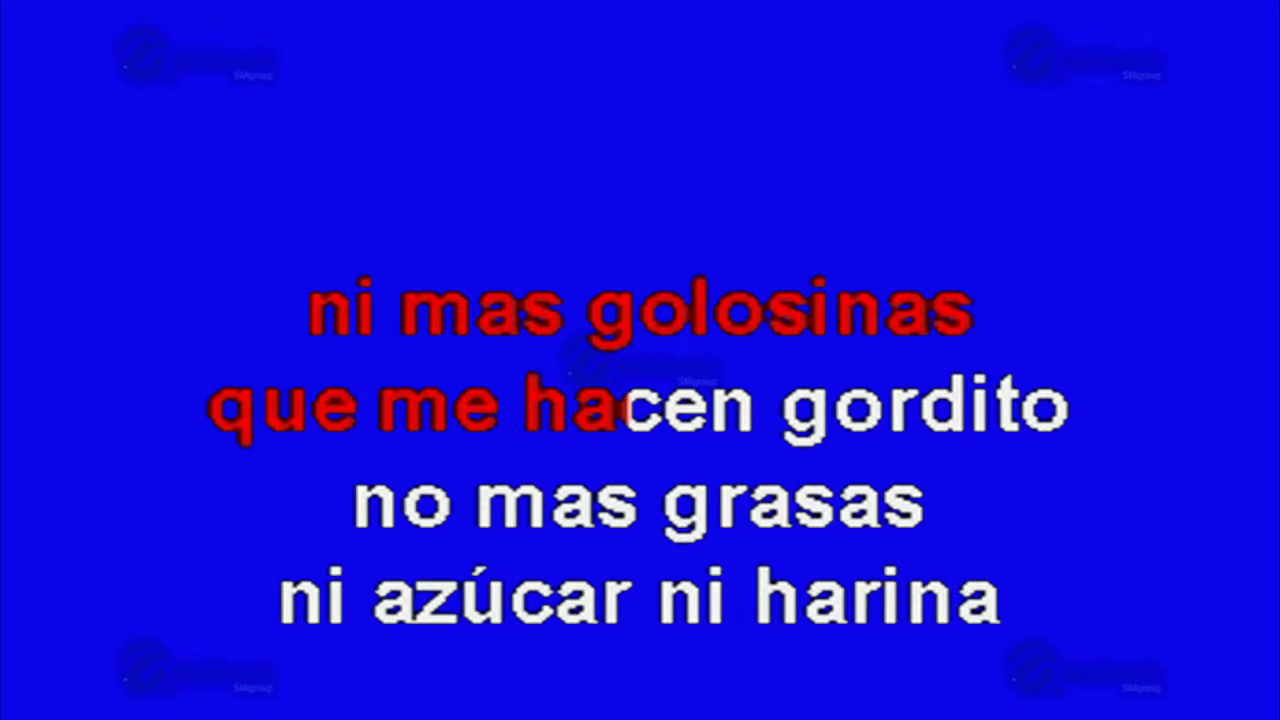 ni mas golosinas
que me hacen gordito
no mas grasas
ni azúcar ni harina